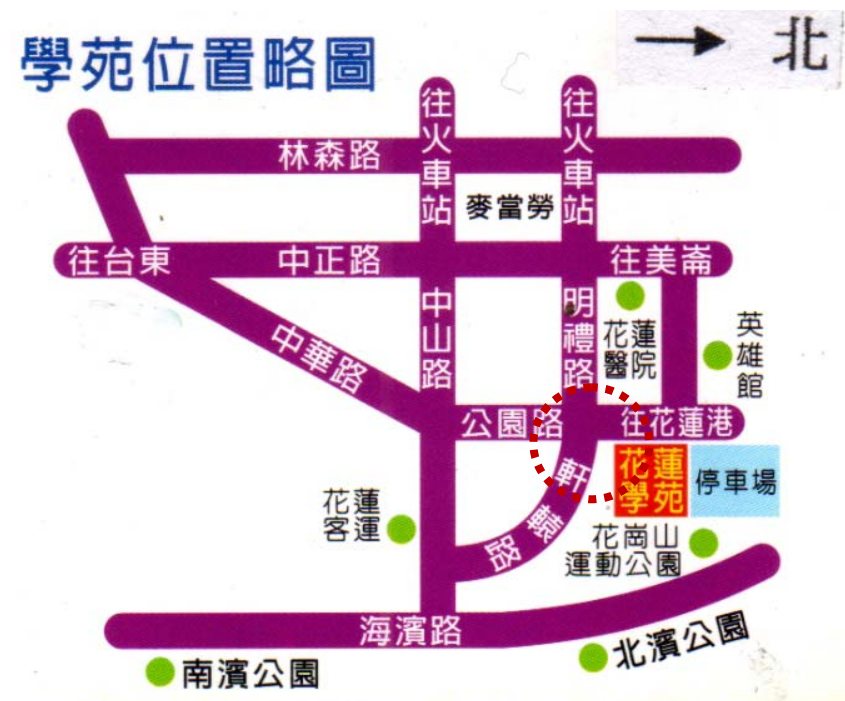 學苑位置略圖
北
往火車站
往火車站
林森路
麥當勞
往台東
中正路
往美崙
中山路
明禮路
花蓮
醫院
英雄館
中華路
公園路
往花蓮港
軒轅路
花蓮
學苑
停車場
花蓮
客運
花崗山
運動公園
海濱路
北濱公園
南濱公園